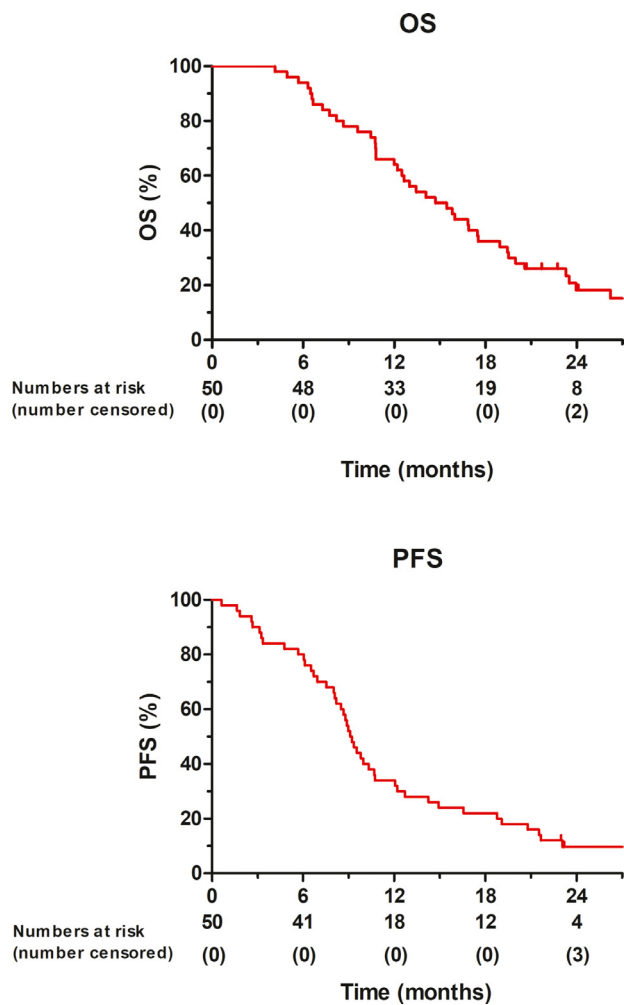 OS
100
80
60
40
20
0
OS (%)
0 6 12 18 24
Numbers at risk 50 48 33 19 8
(number censored) (0) (0) (0) (0) (2)
Time (months)
PFS
100
80
60
40
20
0
PFS (%)
0 6 12 18 24
Numbers at risk 50 41 18 12 4
(number censored) (0) (0) (0) (0) (3)
Time (months)